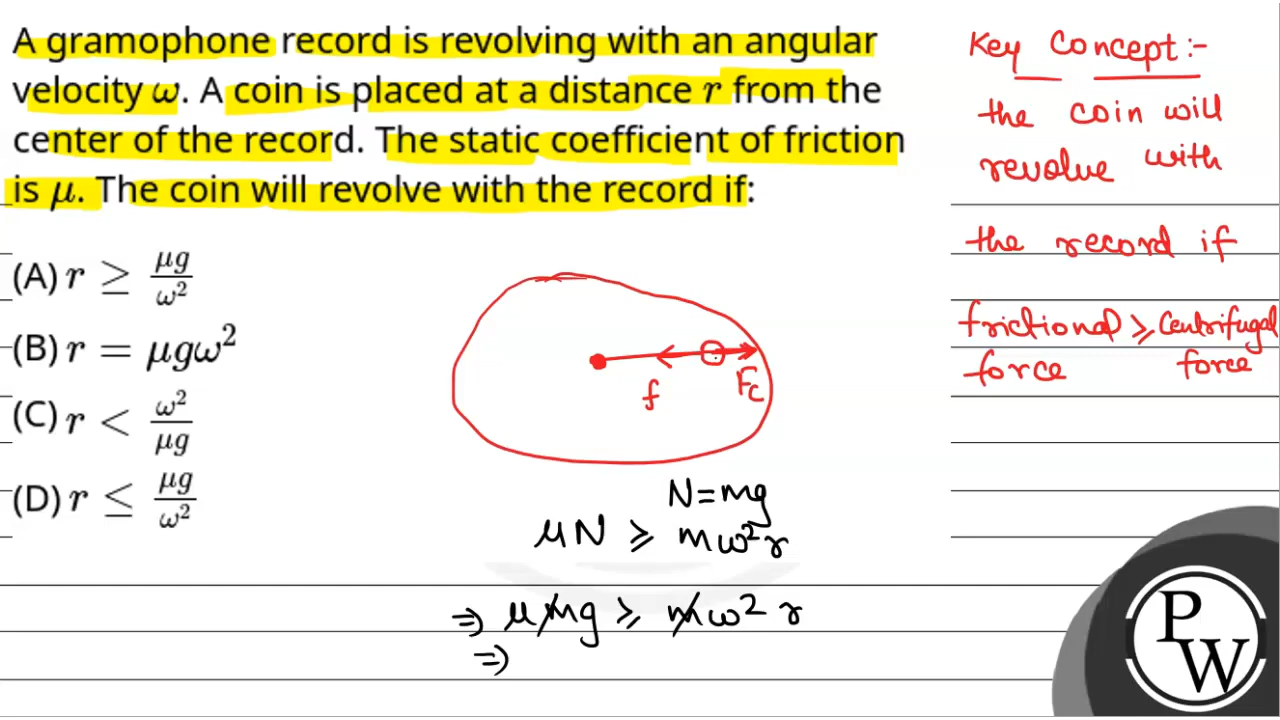 A gramophone record is revolving with an angular
velocity ω. A coin is placed at a distance r from the
center of the record. The static coefficient of friction
is μ. The coin will revolve with the record if:
(A) r ≥ μg/ω²
(B) r = μgω²
(C) r < ω²/μg
(D) r ≤ μg/ω²
f
Fc
N=mg
μN ≥ mω²r
⇒ μmg ≥ mω²r
⇒
Key Concept:-
the coin will
revolve with
the record if
frictional ≥ Centrifugal
force force
PW